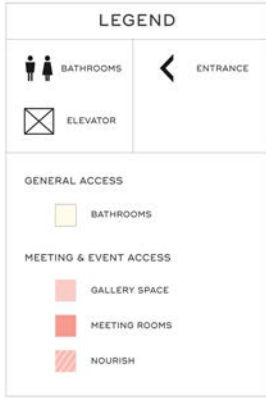 LEGEND
BATHROOMS
ENTRANCE
ELEVATOR
GENERAL ACCESS
BATHROOMS
MEETING & EVENT ACCESS
GALLERY SPACE
MEETING ROOMS
NOURISH